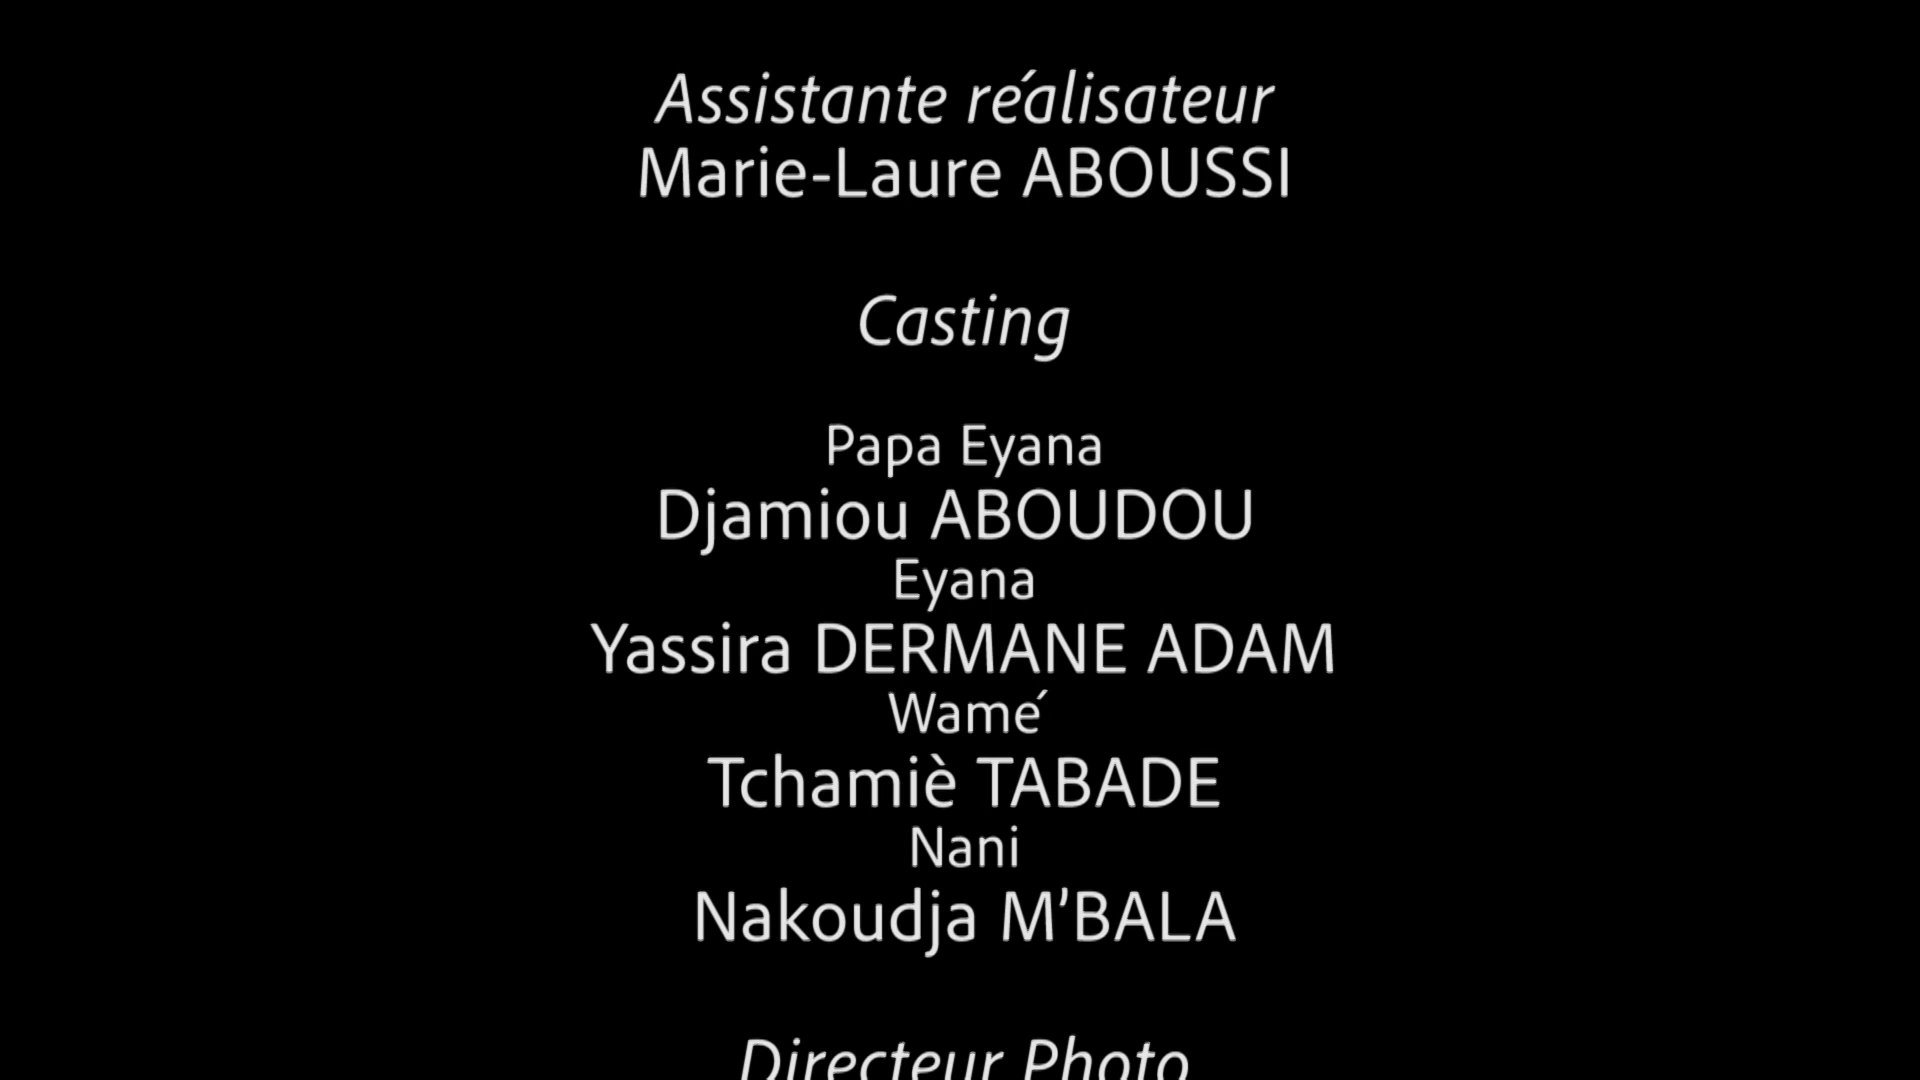 Assistante réalisateur
Marie-Laure ABOUSSI
Casting
Papa Eyana
Djamiou ABOUDOU
Eyana
Yassira DERMANE ADAM
Wamé
Tchamiè TABADE
Nani
Nakoudja M’BALA
Directeur Photo